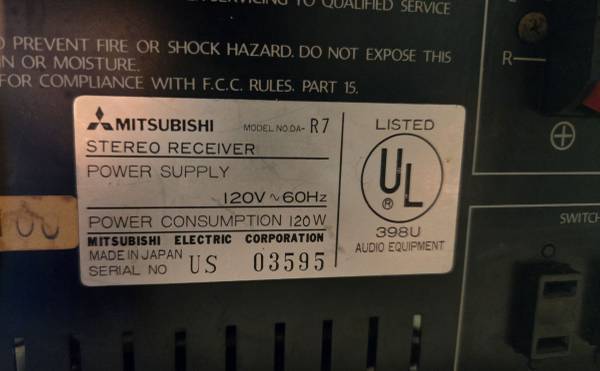 SERVICING TO QUALIFIED SERVICE
PREVENT FIRE OR SHOCK HAZARD. DO NOT EXPOSE THIS
IN OR MOISTURE.
FOR COMPLIANCE WITH F.C.C. RULES. PART 15.
R
MITSUBISHI MODEL NO.DA- R7
STEREO RECEIVER
POWER SUPPLY
120V ~ 60Hz
POWER CONSUMPTION 120W
MITSUBISHI ELECTRIC CORPORATION
MADE IN JAPAN
SERIAL NO US 03595
LISTED
UL
®
398U
AUDIO EQUIPMENT
SWITCH